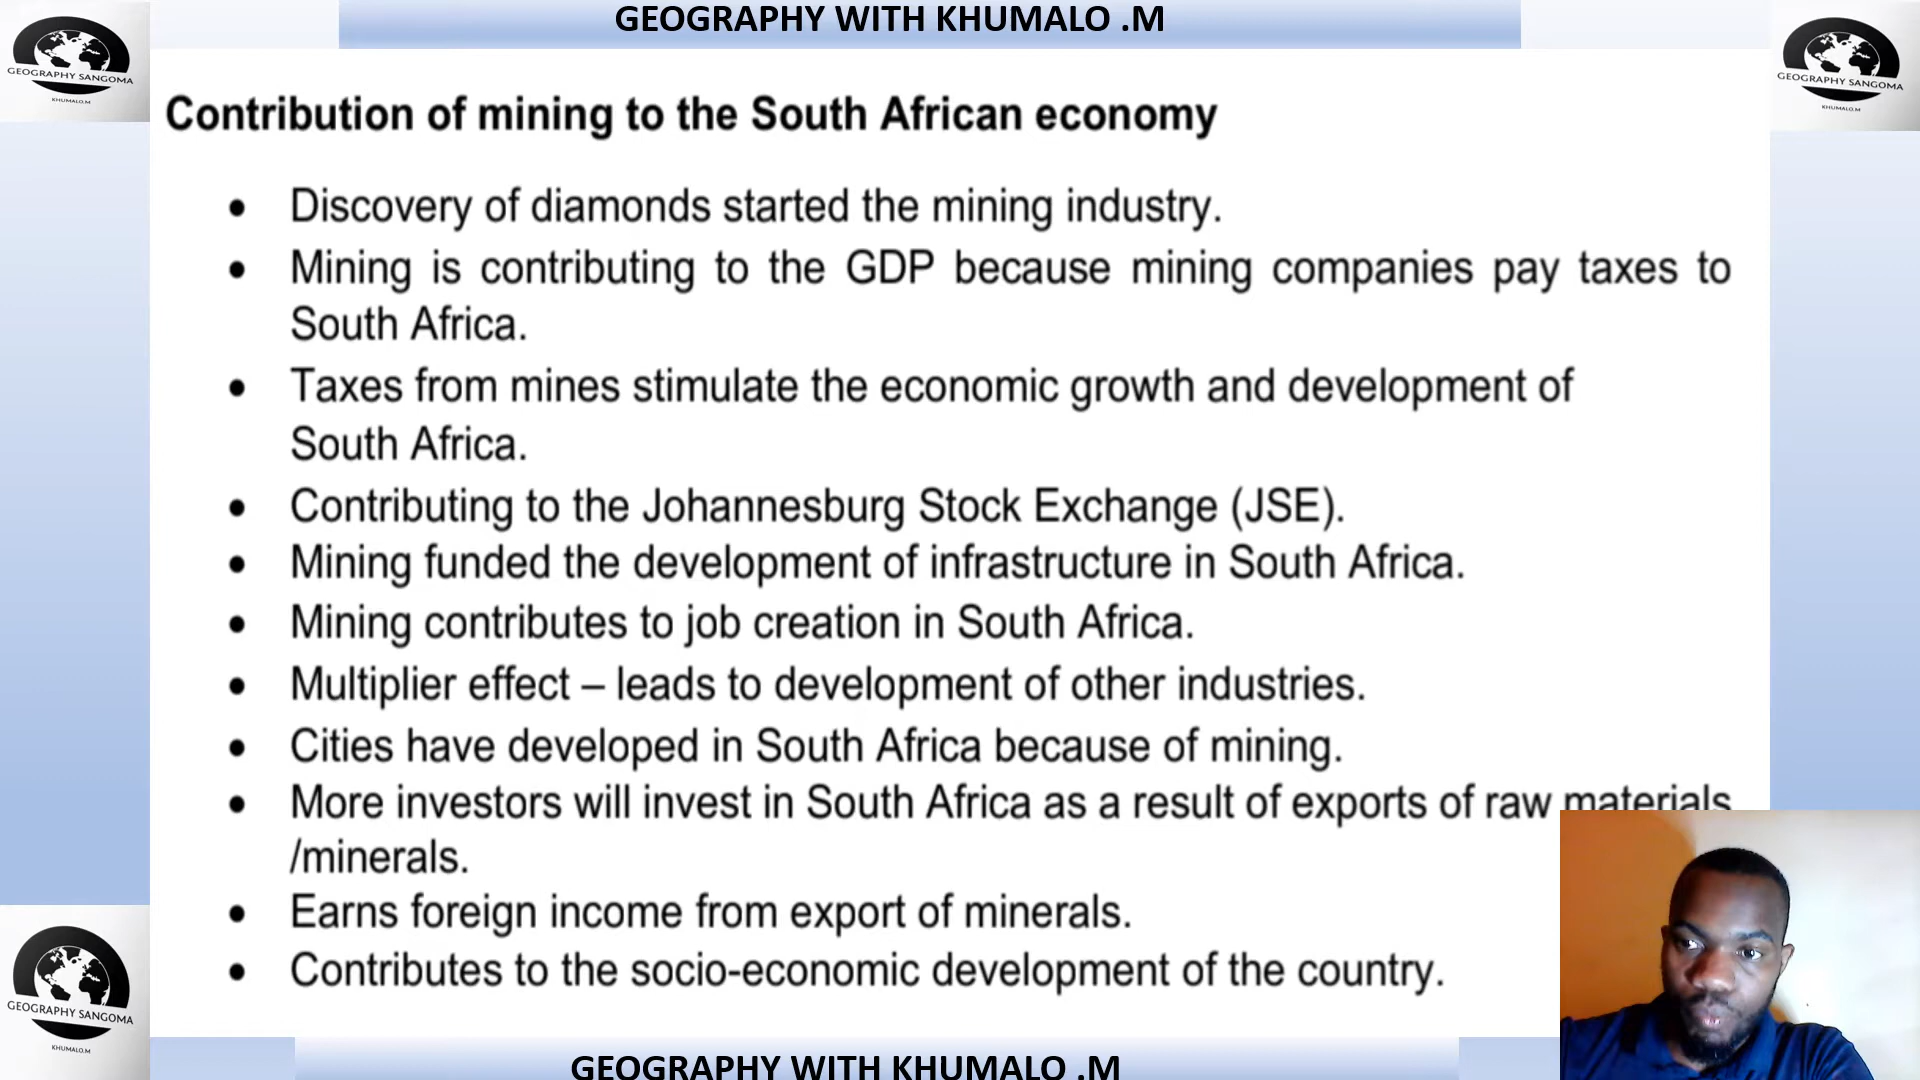 GEOGRAPHY WITH KHUMALO .M
GEOGRAPHY SANGOMA
KHUMALO.M
GEOGRAPHY SANGOMA
KHUMALO.M
Contribution of mining to the South African economy
• Discovery of diamonds started the mining industry.
• Mining is contributing to the GDP because mining companies pay taxes to
South Africa.
• Taxes from mines stimulate the economic growth and development of
South Africa.
• Contributing to the Johannesburg Stock Exchange (JSE).
• Mining funded the development of infrastructure in South Africa.
• Mining contributes to job creation in South Africa.
• Multiplier effect – leads to development of other industries.
• Cities have developed in South Africa because of mining.
• More investors will invest in South Africa as a result of exports of raw materials
/minerals.
• Earns foreign income from export of minerals.
• Contributes to the socio-economic development of the country.
GEOGRAPHY SANGOMA
KHUMALO.M
GEOGRAPHY WITH KHUMALO .M